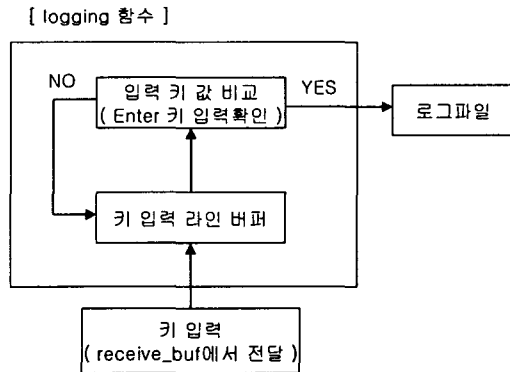 [ logging 함수 ]
NO
입력 키 값 비교
( Enter 키 입력확인 )
YES
로그파일
키 입력 라인 버퍼
키 입력
( receive_buf에서 전달 )